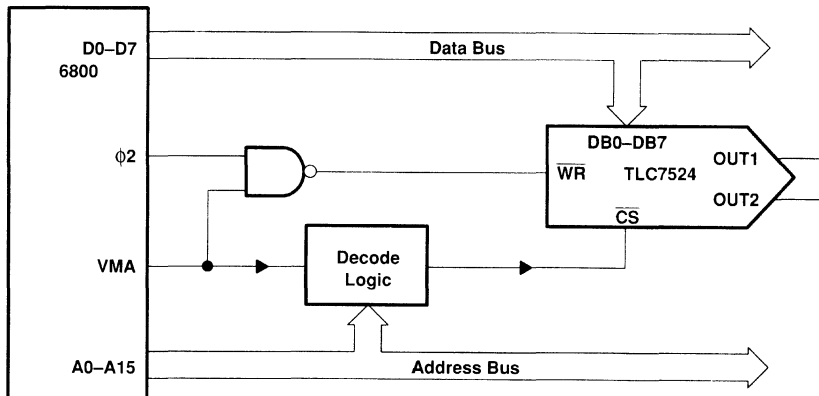 D0–D7
6800
Data Bus
ϕ2
DB0–DB7
WR
TLC7524
OUT1
OUT2
CS
VMA
Decode
Logic
A0–A15
Address Bus